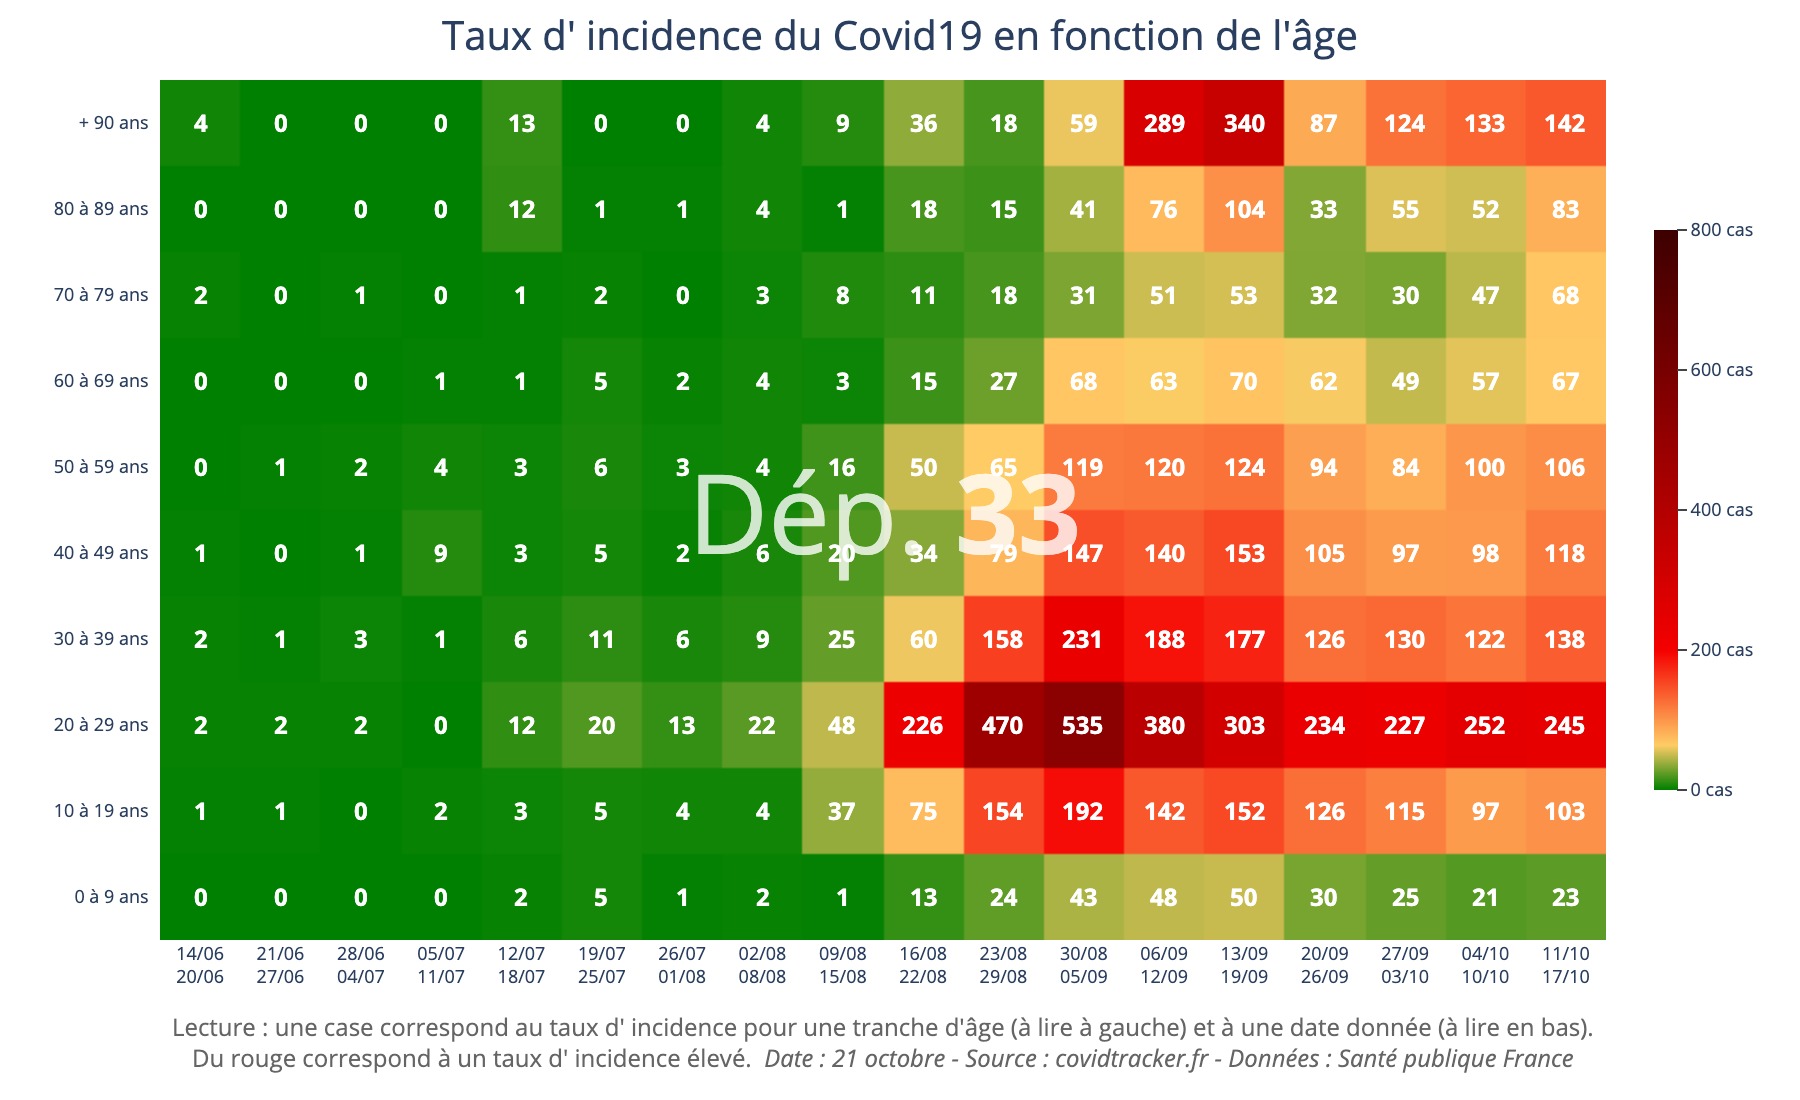 Taux d' incidence du Covid19 en fonction de l'âge
+ 90 ans 4 0 0 0 13 0 0 4 9 36 18 59 289 340 87 124 133 142
80 à 89 ans 0 0 0 0 12 1 1 4 1 18 15 41 76 104 33 55 52 83
70 à 79 ans 2 0 1 0 1 2 0 3 8 11 18 31 51 53 32 30 47 68
60 à 69 ans 0 0 0 1 1 5 2 4 3 15 27 68 63 70 62 49 57 67
50 à 59 ans 0 1 2 4 3 6 3 4 16 50 65 119 120 124 94 84 100 106
Dép. 33
40 à 49 ans 1 0 1 9 3 5 2 6 20 34 79 147 140 153 105 97 98 118
30 à 39 ans 2 1 3 1 6 11 6 9 25 60 158 231 188 177 126 130 122 138
20 à 29 ans 2 2 2 0 12 20 13 22 48 226 470 535 380 303 234 227 252 245
10 à 19 ans 1 1 0 2 3 5 4 4 37 75 154 192 142 152 126 115 97 103
0 à 9 ans 0 0 0 0 2 5 1 2 1 13 24 43 48 50 30 25 21 23
14/06 21/06 28/06 05/07 12/07 19/07 26/07 02/08 09/08 16/08 23/08 30/08 06/09 13/09 20/09 27/09 04/10 11/10
20/06 27/06 04/07 11/07 18/07 25/07 01/08 08/08 15/08 22/08 29/08 05/09 12/09 19/09 26/09 03/10 10/10 17/10
800 cas
600 cas
400 cas
200 cas
0 cas
Lecture : une case correspond au taux d' incidence pour une tranche d'âge (à lire à gauche) et à une date donnée (à lire en bas).
Du rouge correspond à un taux d' incidence élevé. Date : 21 octobre - Source : covidtracker.fr - Données : Santé publique France